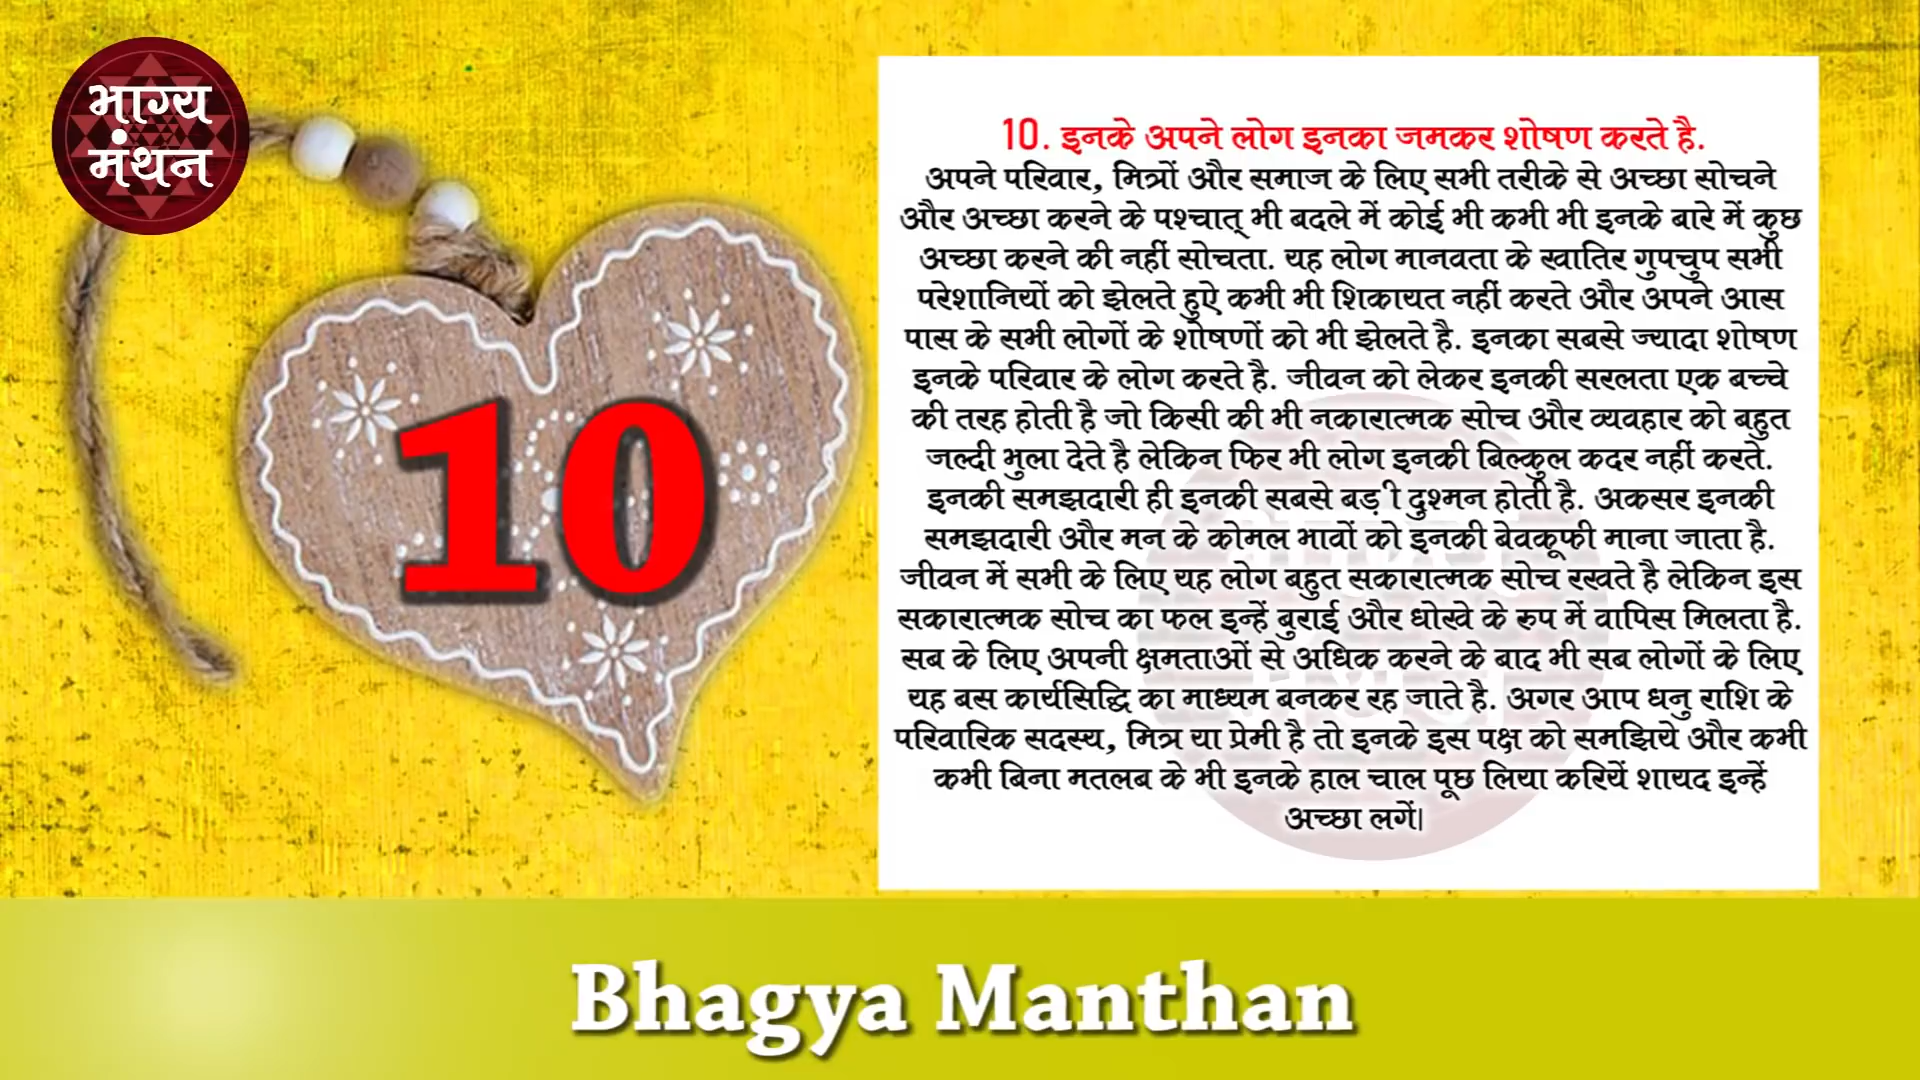 भाग्य
मंथन
10
10. इनके अपने लोग इनका जमकर शोषण करते है.
अपने परिवार, मित्रों और समाज के लिए सभी तरीके से अच्छा सोचने
और अच्छा करने के पश्चात् भी बदले में कोई भी कभी भी इनके बारे में कुछ
अच्छा करने की नहीं सोचता. यह लोग मानवता के खातिर गुपचुप सभी
परेशानियों को झेलते हुऐ कभी भी शिकायत नहीं करते और अपने आस
पास के सभी लोगों के शोषणों को भी झेलते है. इनका सबसे ज्यादा शोषण
इनके परिवार के लोग करते है. जीवन को लेकर इनकी सरलता एक बच्चे
की तरह होती है जो किसी की भी नकारात्मक सोच और व्यवहार को बहुत
जल्दी भुला देते है लेकिन फिर भी लोग इनकी बिल्कुल कदर नहीं करते.
इनकी समझदारी ही इनकी सबसे बड़ी दुश्मन होती है. अकसर इनकी
समझदारी और मन के कोमल भावों को इनकी बेवकूफी माना जाता है.
जीवन में सभी के लिए यह लोग बहुत सकारात्मक सोच रखते है लेकिन इस
सकारात्मक सोच का फल इन्हें बुराई और धोखे के रुप में वापिस मिलता है.
सब के लिए अपनी क्षमताओं से अधिक करने के बाद भी सब लोगों के लिए
यह बस कार्यसिद्धि का माध्यम बनकर रह जाते है. अगर आप धनु राशि के
परिवारिक सदस्य, मित्र या प्रेमी है तो इनके इस पक्ष को समझिये और कभी
कभी बिना मतलब के भी इनके हाल चाल पूछ लिया करियें शायद इन्हें
अच्छा लगें|
Bhagya Manthan